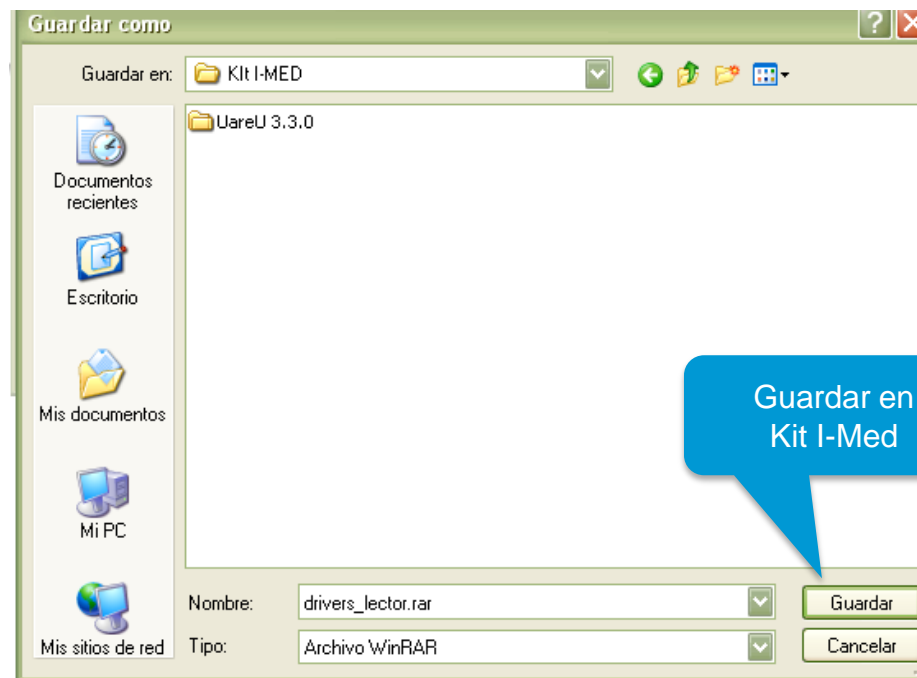 Guardar como
Guardar en:
KIt I-MED
UareU 3.3.0
Documentos
recientes
Escritorio
Mis documentos
Mi PC
Mis sitios de red
Guardar en
Kit I-Med
Nombre:
drivers_lector.rar
Guardar
Tipo:
Archivo WinRAR
Cancelar